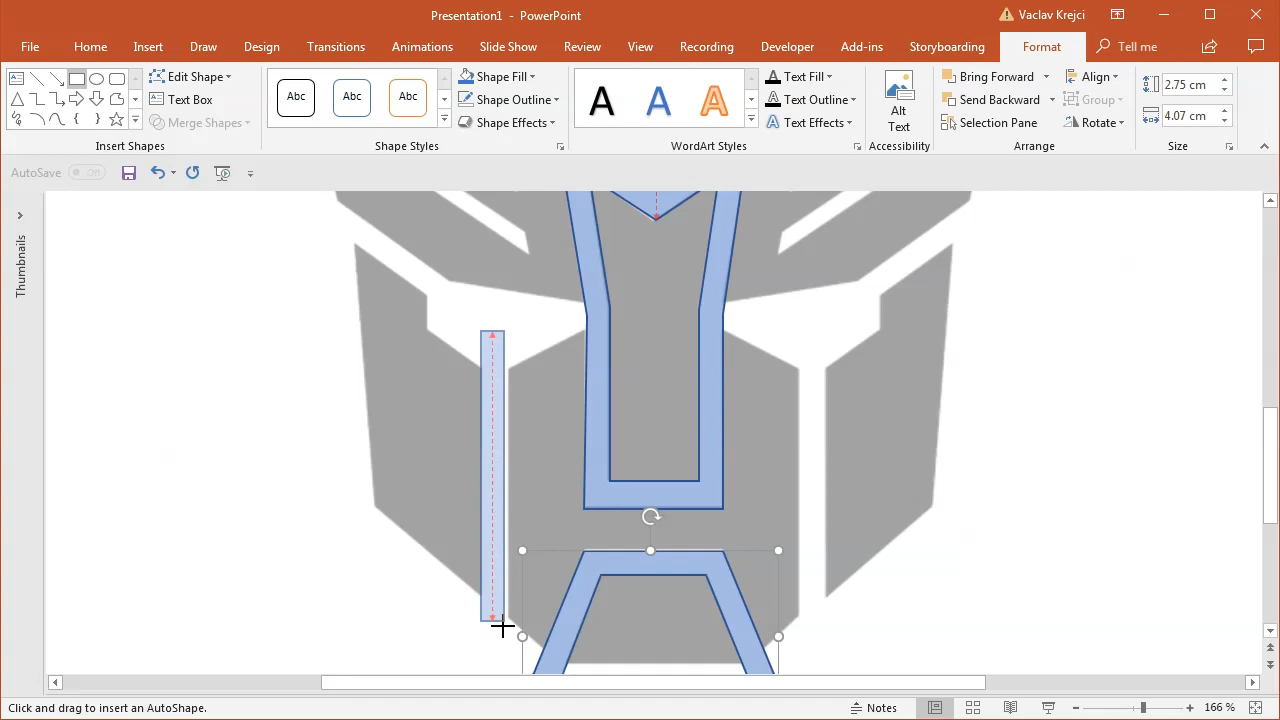 Presentation1 - PowerPoint
Vaclav Krejci
File Home Insert Draw Design Transitions Animations Slide Show Review View Recording Developer Add-ins Storyboarding Format Tell me
Edit Shape
Insert Shapes
Abc Abc Abc
Shape Fill
Shape Outline
Shape Effects
Shape Styles
A A A
Text Fill
Text Outline
Text Effects
WordArt Styles
Alt
Text
Accessibility
Bring Forward
Send Backward
Selection Pane
Align
Group
Rotate
Arrange
2.75 cm
4.07 cm
Size
Merge Shapes
AutoSave Off
Thumbnails
Click and drag to insert an AutoShape.
Notes
166 %